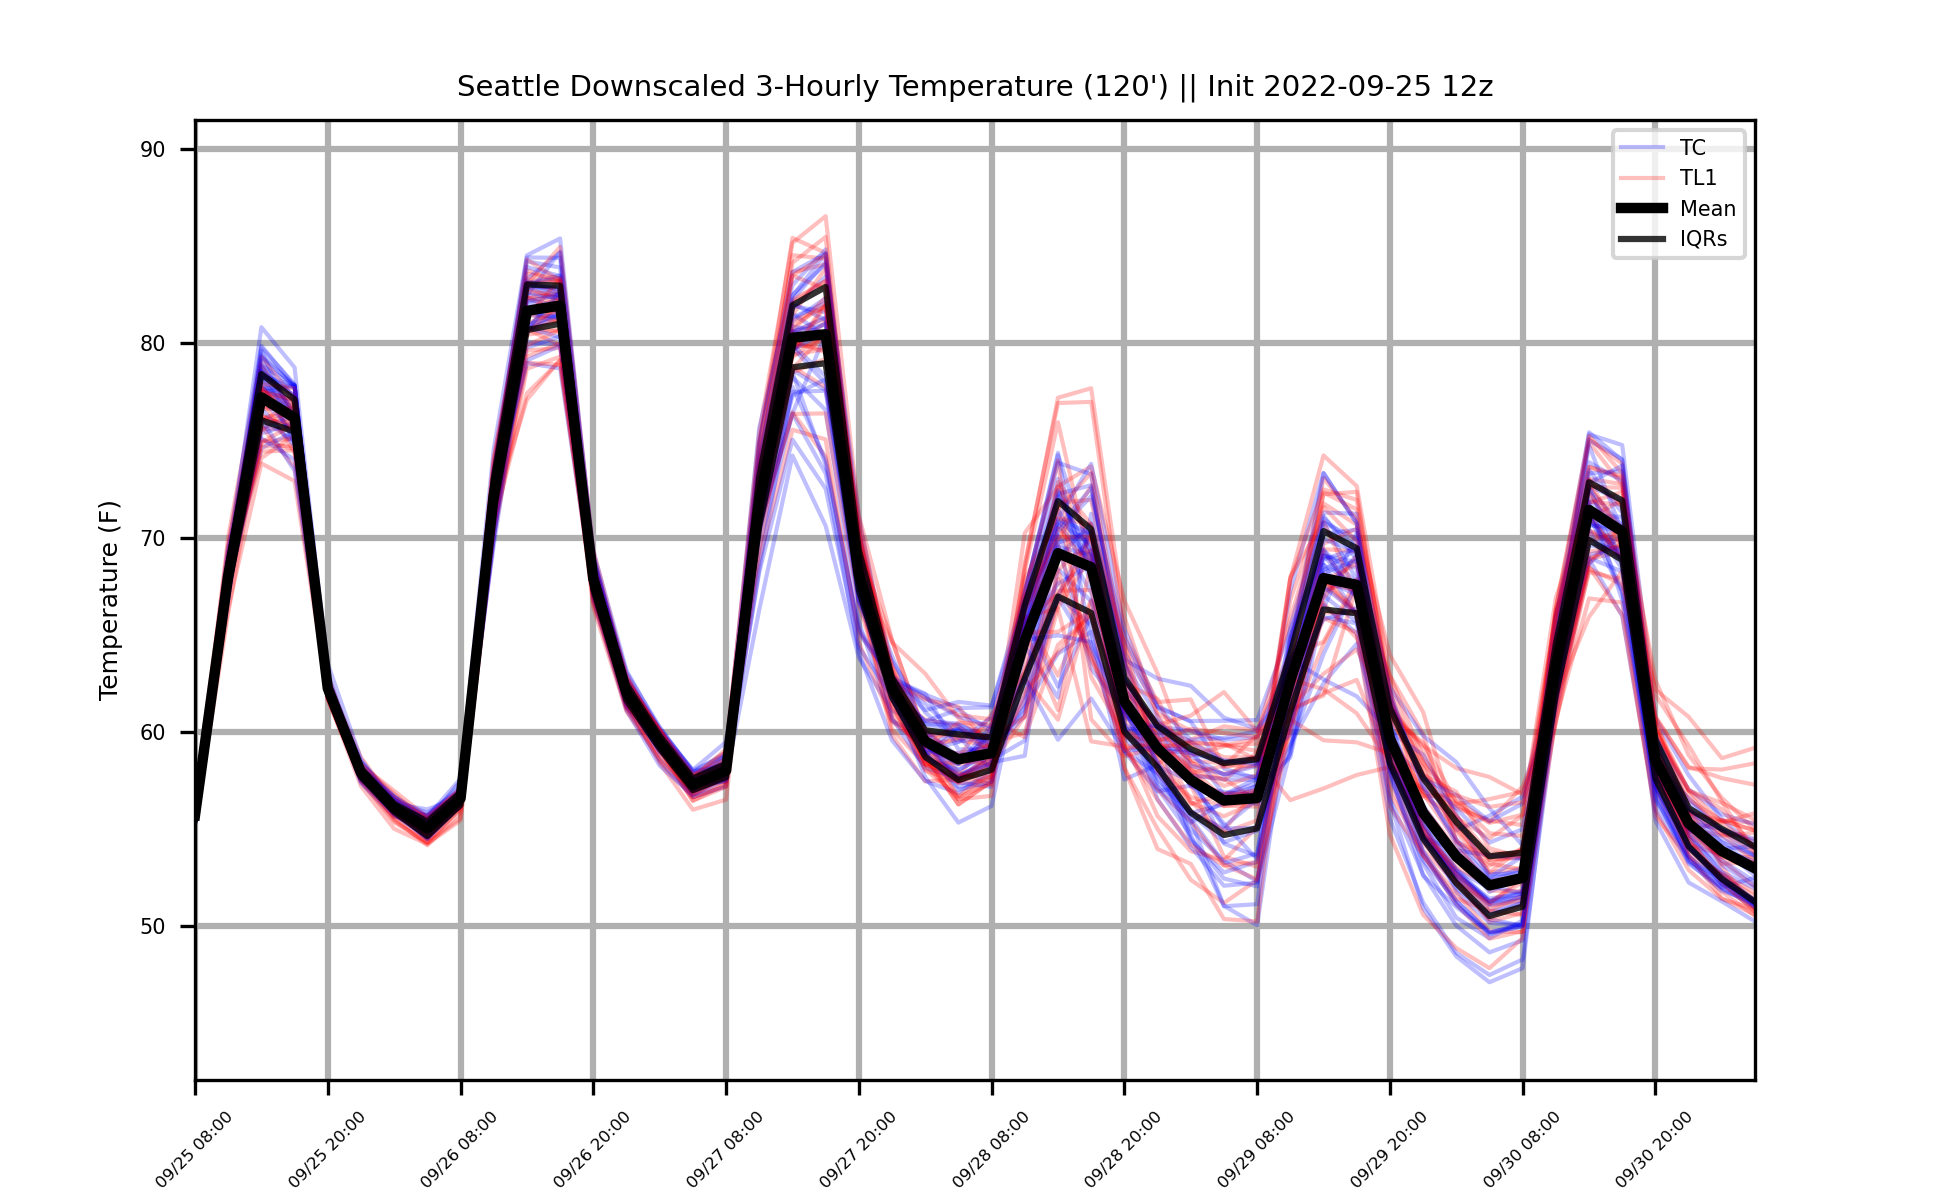 Seattle Downscaled 3-Hourly Temperature (120') || Init 2022-09-25 12z
TC
TL1
Mean
IQRs
Temperature (F)
90
80
70
60
50
09/25 08:00
09/25 20:00
09/26 08:00
09/26 20:00
09/27 08:00
09/27 20:00
09/28 08:00
09/28 20:00
09/29 08:00
09/29 20:00
09/30 08:00
09/30 20:00